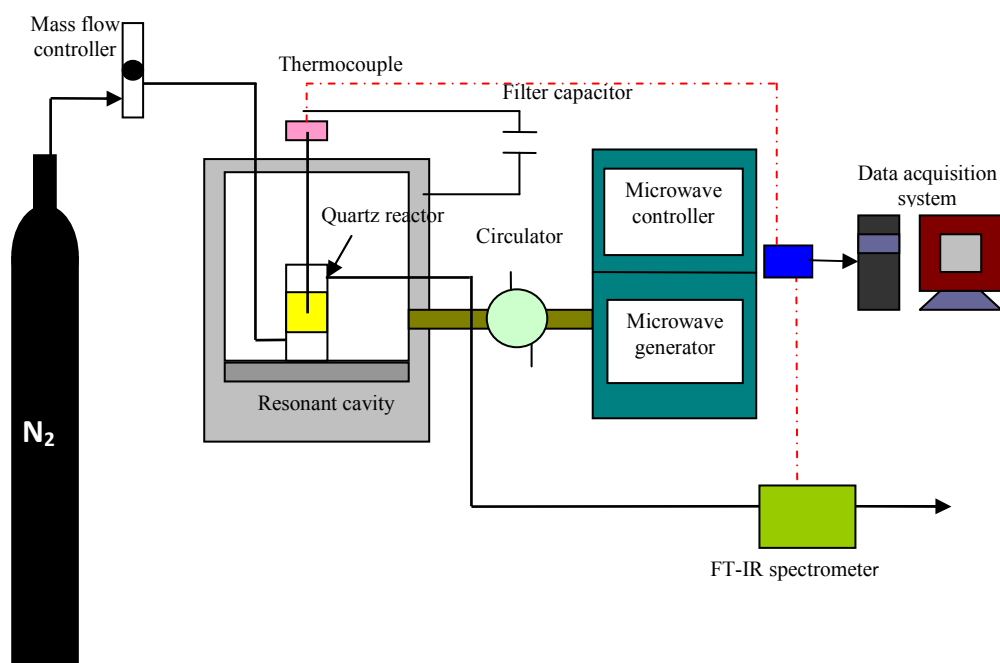 Mass flow
controller
Thermocouple
Filter capacitor
Quartz reactor
Circulator
Microwave
controller
Data acquisition
system
Microwave
generator
Resonant cavity
N₂
FT-IR spectrometer